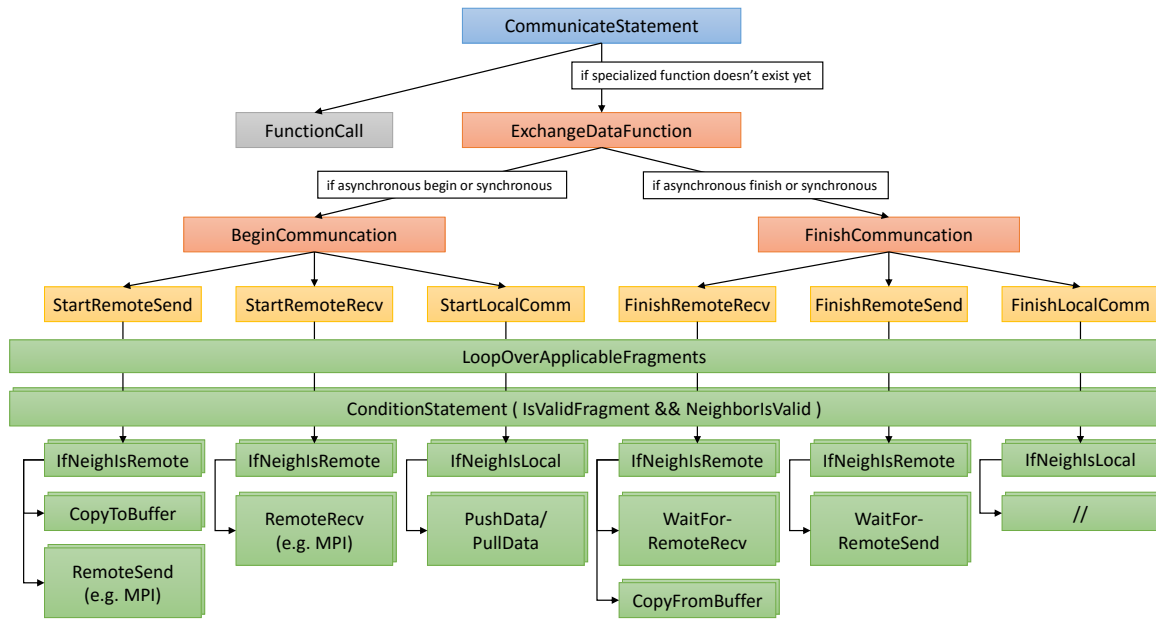 CommunicateStatement
if specialized function doesn't exist yet
FunctionCall
ExchangeDataFunction
if asynchronous begin or synchronous
if asynchronous finish or synchronous
BeginCommuncation
FinishCommuncation
StartRemoteSend
StartRemoteRecv
StartLocalComm
FinishRemoteRecv
FinishRemoteSend
FinishLocalComm
LoopOverApplicableFragments
ConditionStatement ( IsValidFragment && NeighborIsValid )
IfNeighIsRemote
IfNeighIsRemote
IfNeighIsLocal
IfNeighIsRemote
IfNeighIsRemote
IfNeighIsLocal
CopyToBuffer
RemoteSend
(e.g. MPI)
RemoteRecv
(e.g. MPI)
PushData/
PullData
WaitFor-
RemoteRecv
CopyFromBuffer
WaitFor-
RemoteSend
//